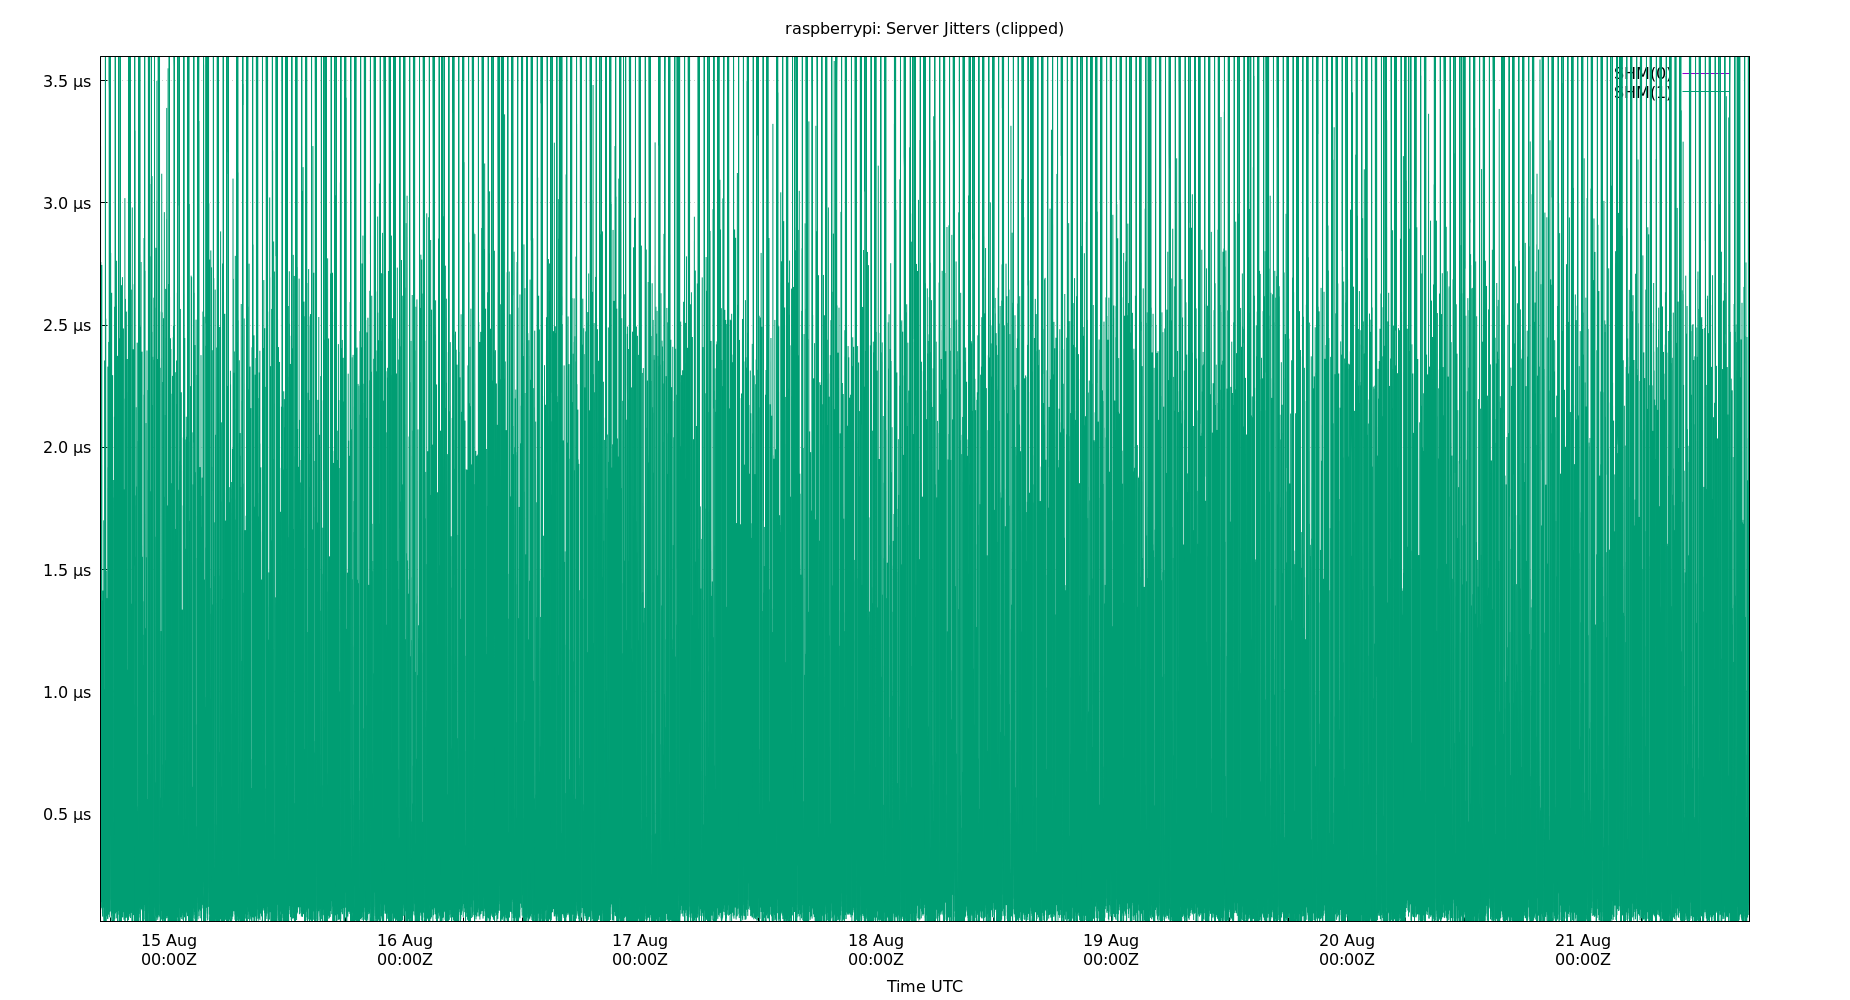 raspberrypi: Server Jitters (clipped)
SHM(0)
SHM(1)
3.5 µs
3.0 µs
2.5 µs
2.0 µs
1.5 µs
1.0 µs
0.5 µs
15 Aug 16 Aug 17 Aug 18 Aug 19 Aug 20 Aug 21 Aug
00:00Z 00:00Z 00:00Z 00:00Z 00:00Z 00:00Z 00:00Z
Time UTC